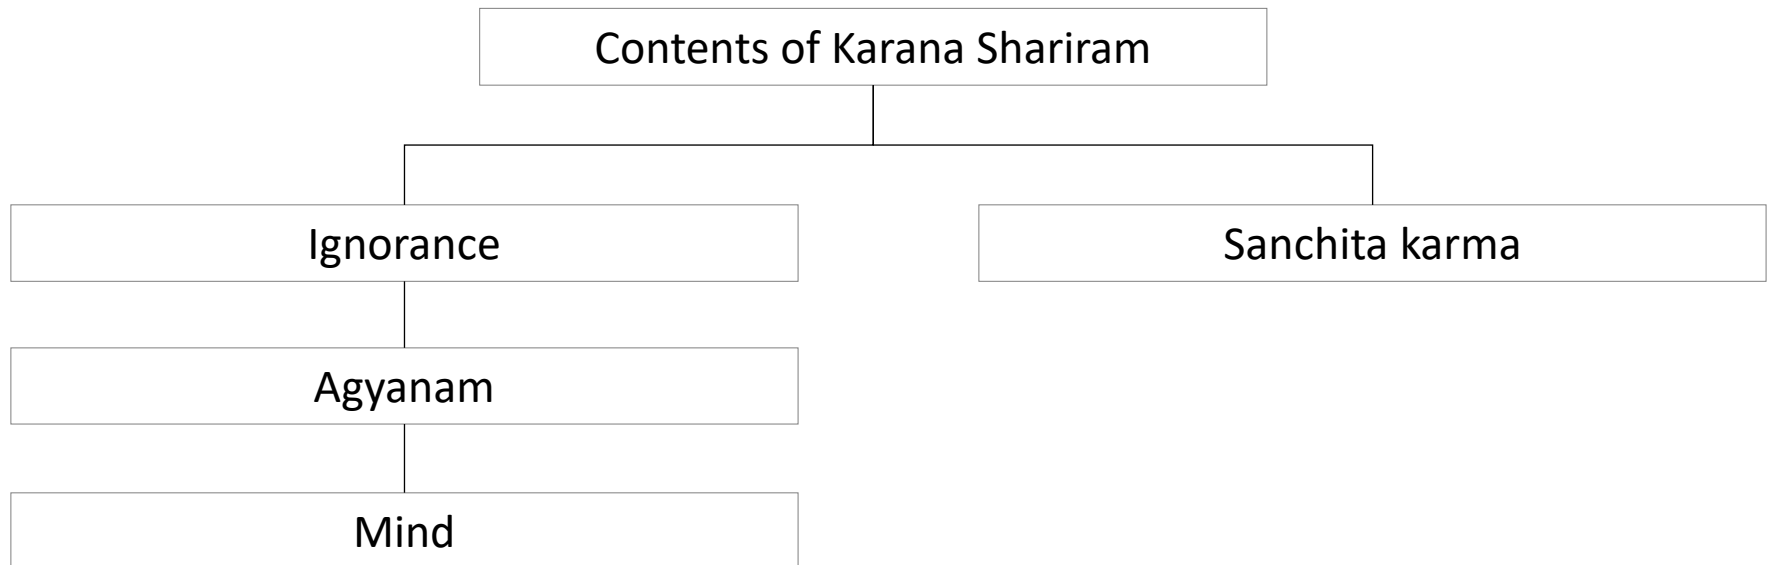 Contents of Karana Shariram
Ignorance
Sanchita karma
Agyanam
Mind